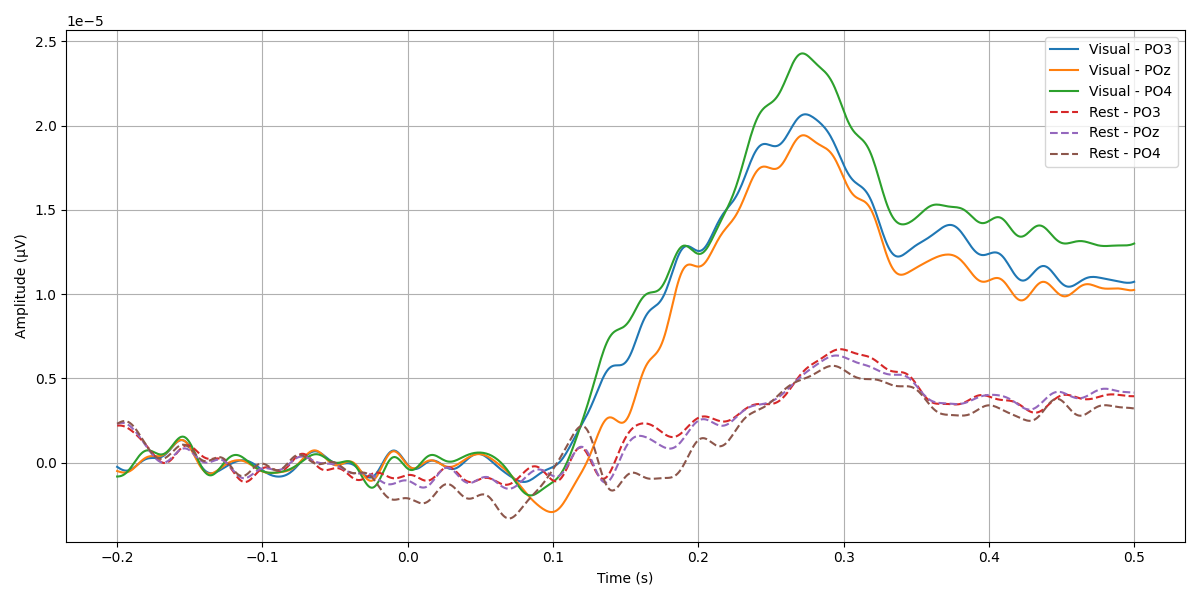 1e−5
2.5
2.0
1.5
1.0
0.5
0.0
Amplitude (µV)
−0.2
−0.1
0.0
0.1
0.2
0.3
0.4
0.5
Time (s)
Visual - PO3
Visual - POz
Visual - PO4
Rest - PO3
Rest - POz
Rest - PO4